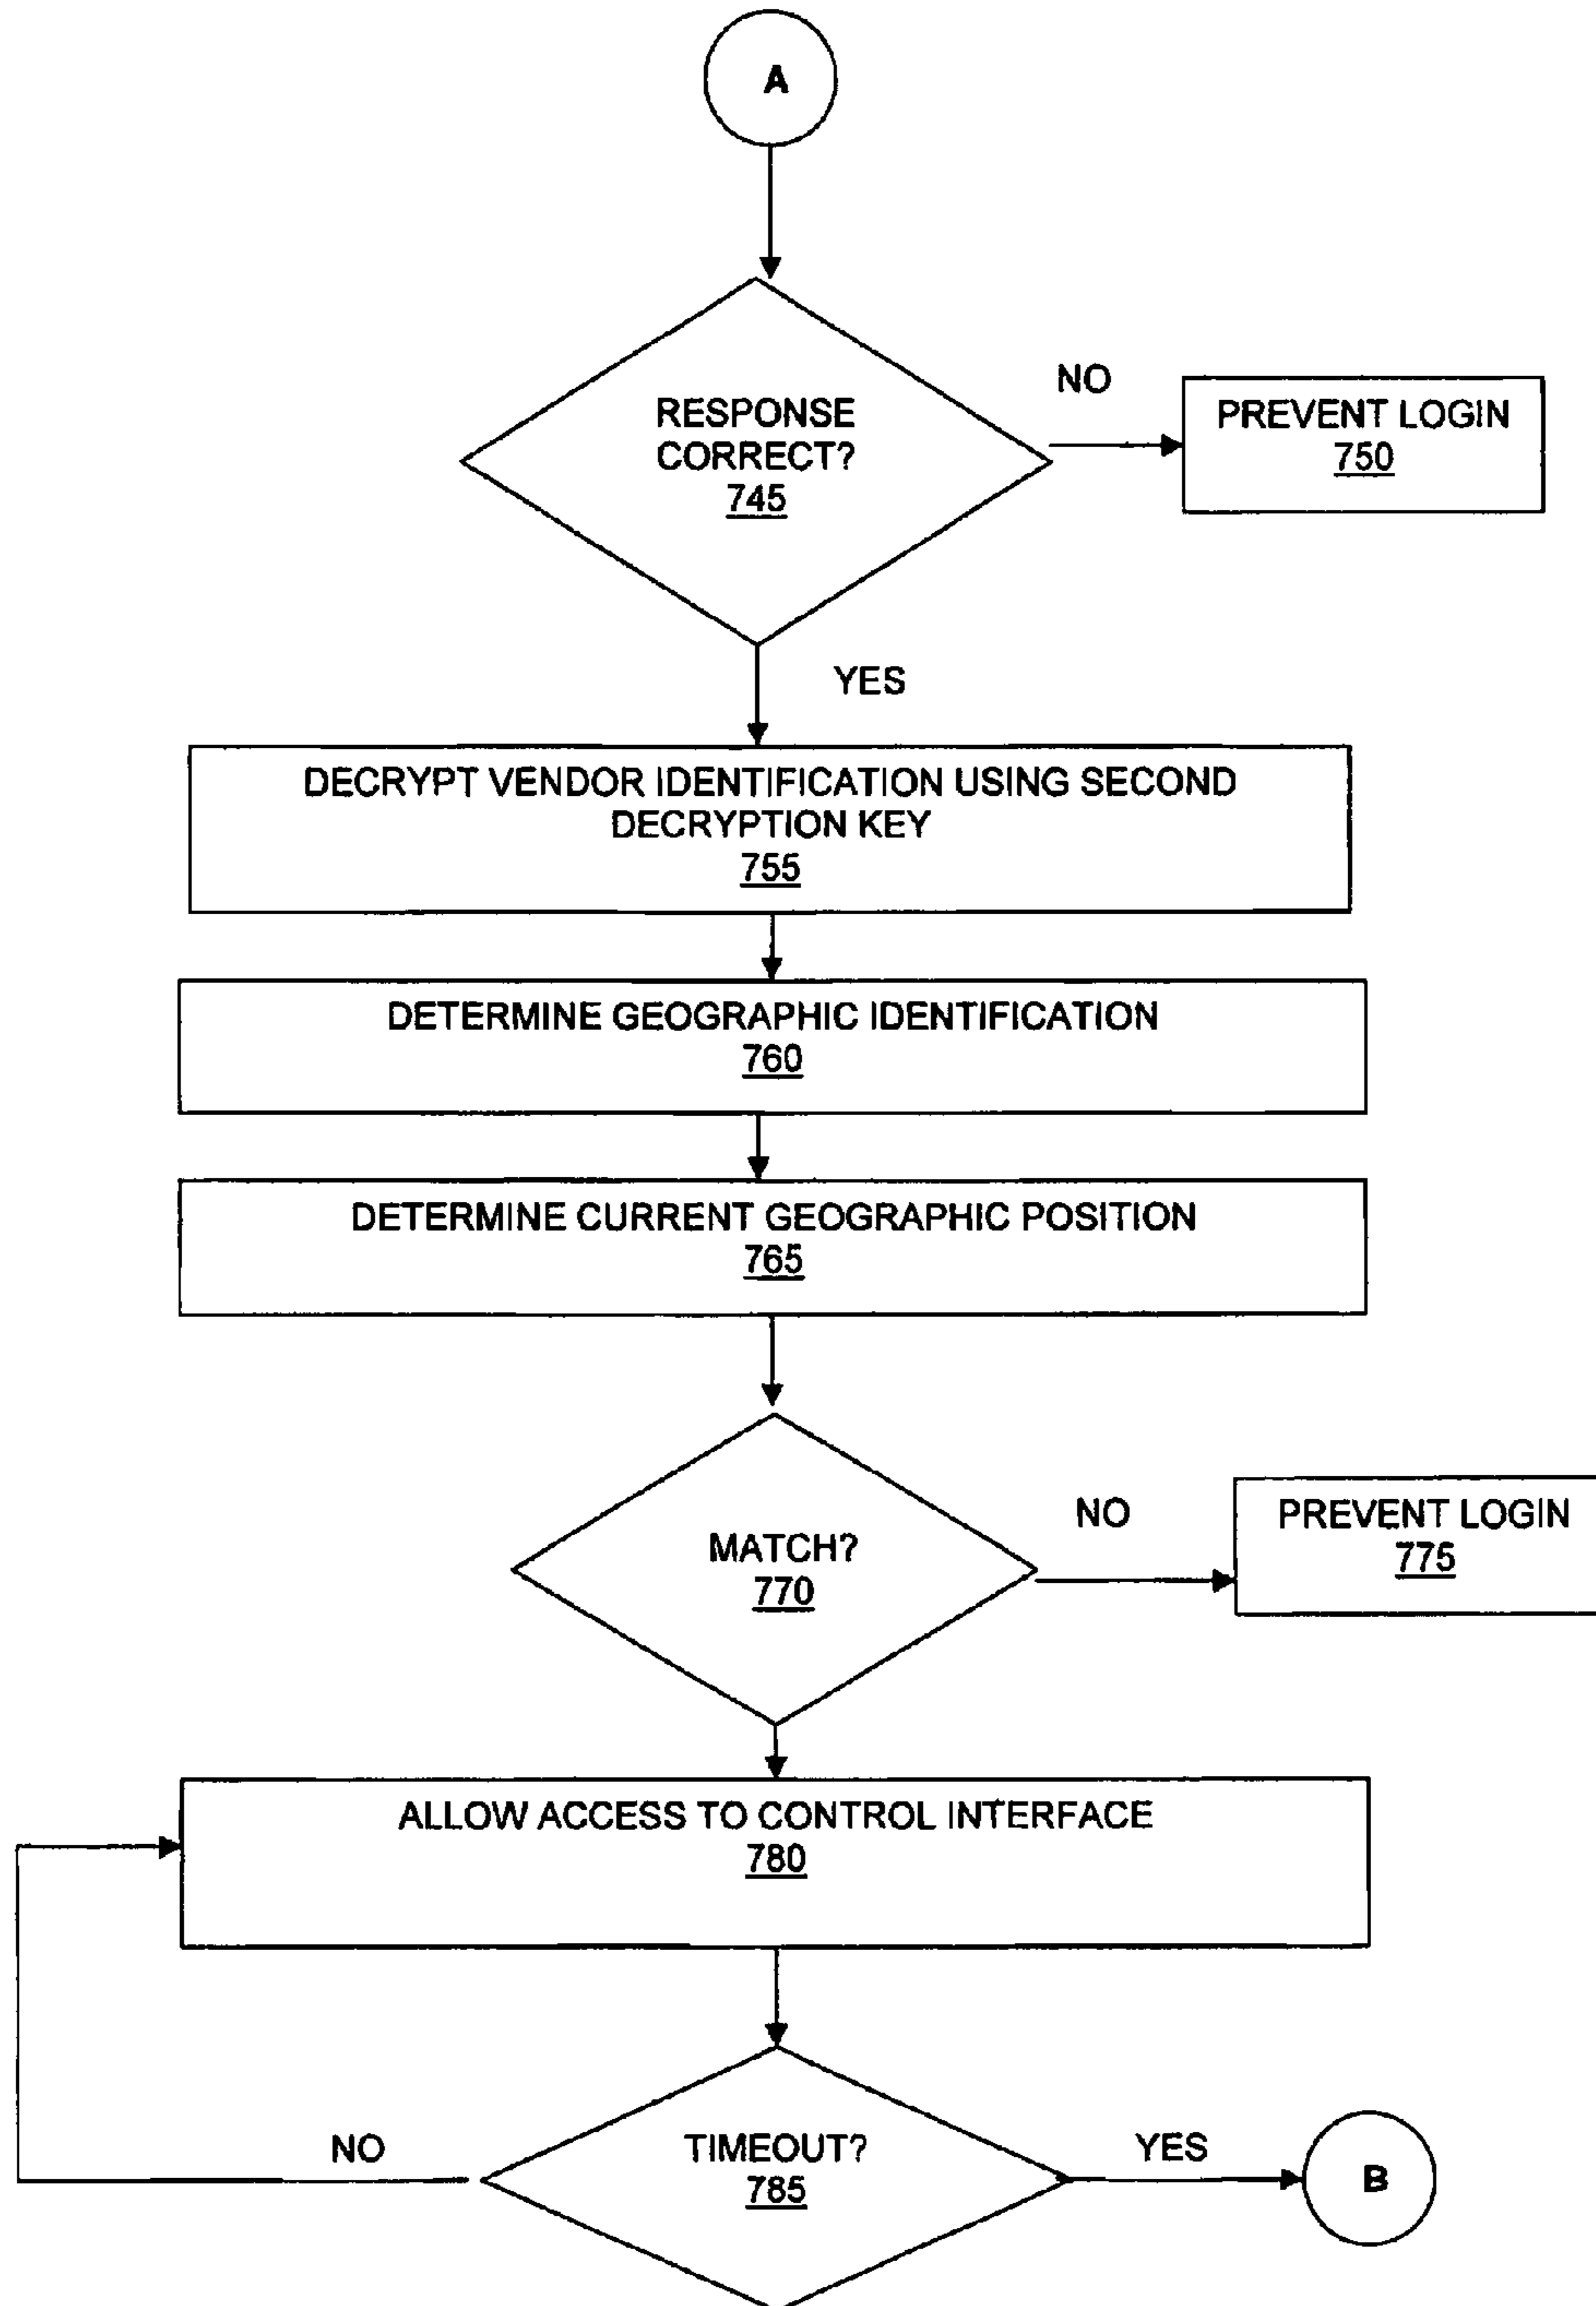 A
RESPONSE
CORRECT?
745
NO
PREVENT LOGIN
750
YES
DECRYPT VENDOR IDENTIFICATION USING SECOND
DECRYPTION KEY
755
DETERMINE GEOGRAPHIC IDENTIFICATION
760
DETERMINE CURRENT GEOGRAPHIC POSITION
765
MATCH?
770
NO
PREVENT LOGIN
775
ALLOW ACCESS TO CONTROL INTERFACE
780
NO
TIMEOUT?
785
YES
B